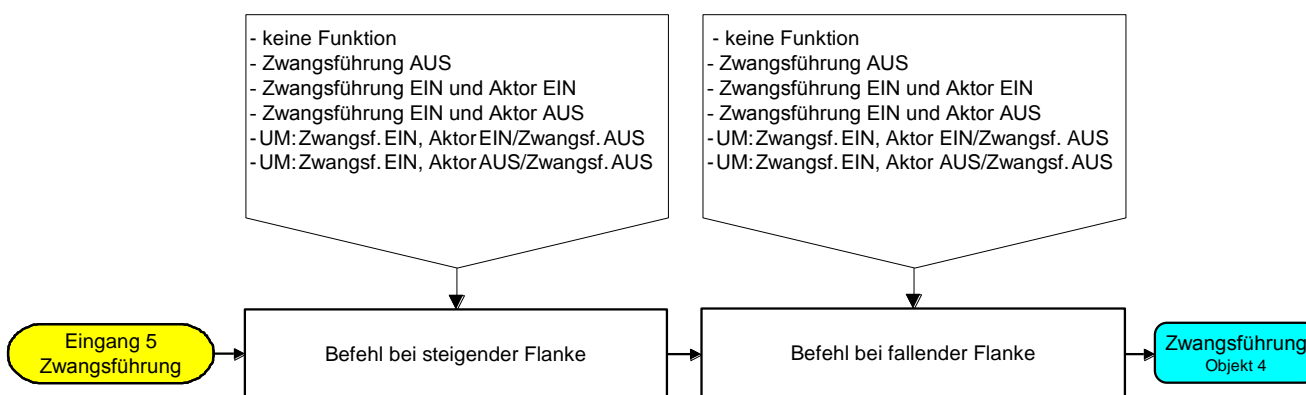 - keine Funktion
- Zwangsführung AUS
- Zwangsführung EIN und Aktor EIN
- Zwangsführung EIN und Aktor AUS
- UM: Zwangsf. EIN, Aktor EIN/Zwangsf. AUS
- UM: Zwangsf. EIN, Aktor AUS/Zwangsf. AUS
- keine Funktion
- Zwangsführung AUS
- Zwangsführung EIN und Aktor EIN
- Zwangsführung EIN und Aktor AUS
- UM: Zwangsf. EIN, Aktor EIN/Zwangsf. AUS
- UM: Zwangsf. EIN, Aktor AUS/Zwangsf. AUS
Eingang 5
Zwangsführung
Befehl bei steigender Flanke
Befehl bei fallender Flanke
Zwangsführung
Objekt 4